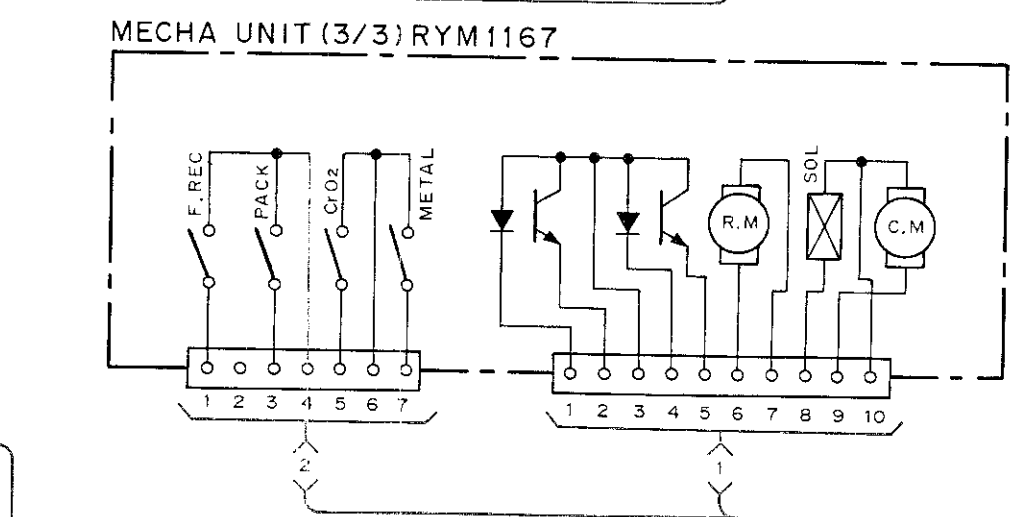 MECHA UNIT (3/3) RYM1167
F.REC
PACK
CrO2
METAL
R.M
SOL
C.M
1 2 3 4 5 6 7
1 2 3 4 5 6 7 8 9 10
2
1